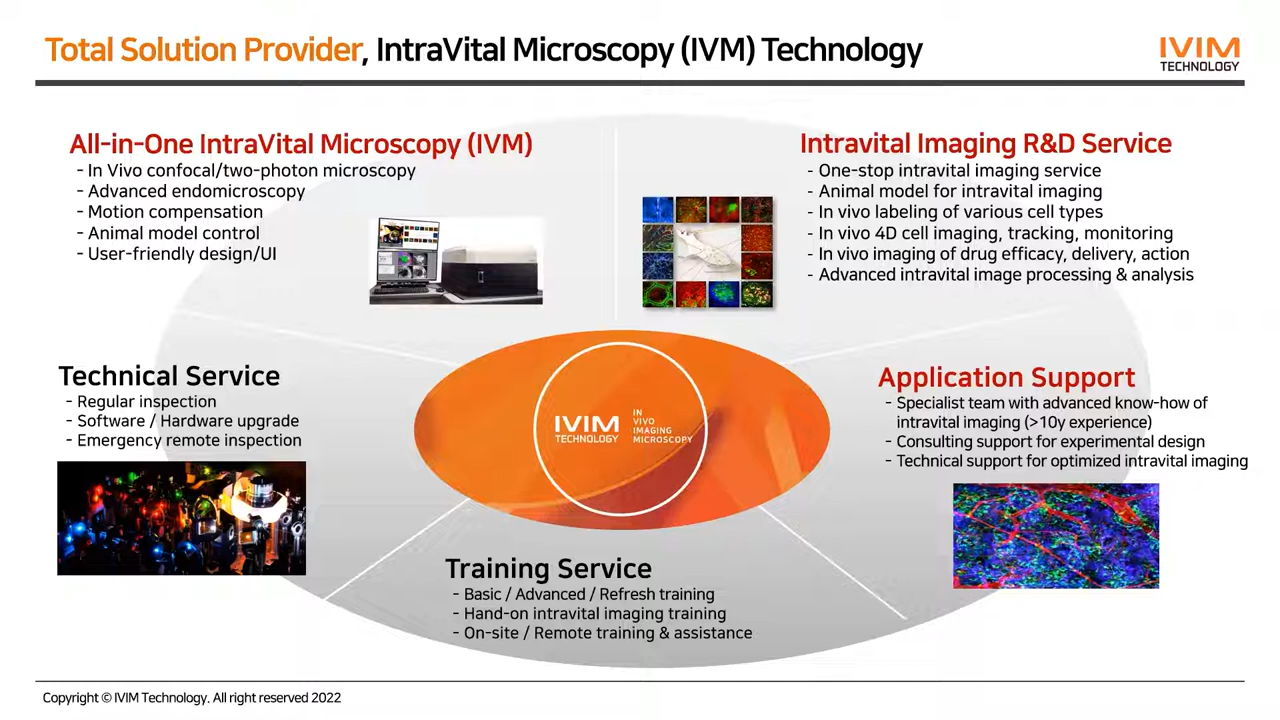 Total Solution Provider, IntraVital Microscopy (IVM) Technology
IVIM
TECHNOLOGY
All-in-One IntraVital Microscopy (IVM)
- In Vivo confocal/two-photon microscopy
- Advanced endomicroscopy
- Motion compensation
- Animal model control
- User-friendly design/UI
Intravital Imaging R&D Service
- One-stop intravital imaging service
- Animal model for intravital imaging
- In vivo labeling of various cell types
- In vivo 4D cell imaging, tracking, monitoring
- In vivo imaging of drug efficacy, delivery, action
- Advanced intravital image processing & analysis
Technical Service
- Regular inspection
- Software / Hardware upgrade
- Emergency remote inspection
IVIM
TECHNOLOGY
IN
VIVO
IMAGING
MICROSCOPY
Application Support
- Specialist team with advanced know-how of
intravital imaging (>10y experience)
- Consulting support for experimental design
- Technical support for optimized intravital imaging
Training Service
- Basic / Advanced / Refresh training
- Hand-on intravital imaging training
- On-site / Remote training & assistance
Copyright © IVIM Technology. All right reserved 2022